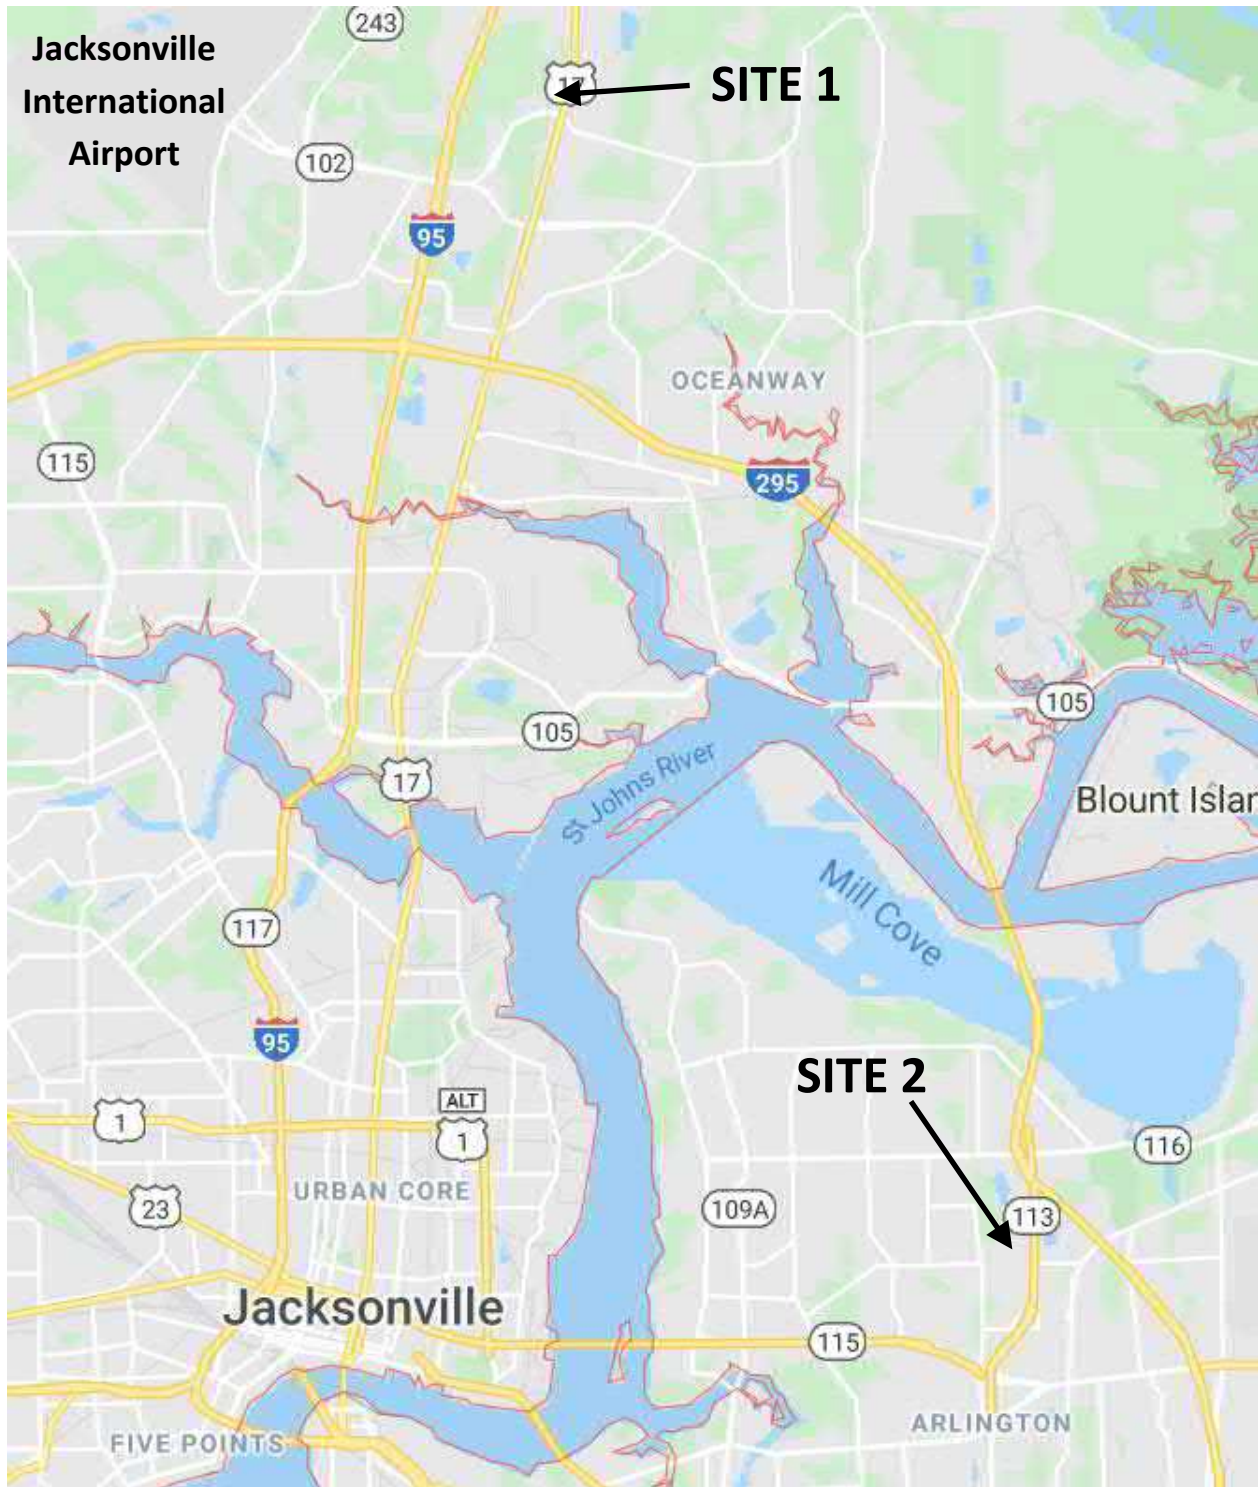 243
Jacksonville
International
Airport
17
SITE 1
102
95
OCEANWAY
115
295
105
105
17
St Johns River
Blount Islan
Mill Cove
117
95
SITE 2
1
ALT
1
116
URBAN CORE
23
109A
113
Jacksonville
115
ARLINGTON
FIVE POINTS